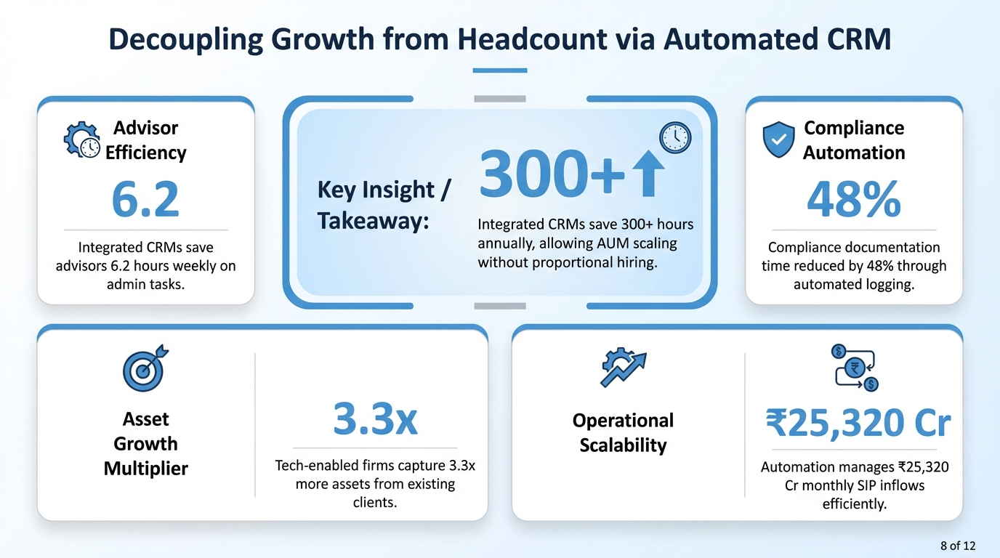 Decoupling Growth from Headcount via Automated CRM
Advisor
Efficiency
6.2
Integrated CRMs save
advisors 6.2 hours weekly on
admin tasks.
Key Insight /
Takeaway:
300+
Integrated CRMs save 300+ hours
annually, allowing AUM scaling
without proportional hiring.
Compliance
Automation
48%
Compliance documentation
time reduced by 48% through
automated logging.
Asset
Growth
Multiplier
3.3x
Tech-enabled firms capture 3.3x
more assets from existing
clients.
Operational
Scalability
$
₹
$
₹25,320 Cr
Automation manages ₹25,320
Cr monthly SIP inflows
efficiently.
8 of 12